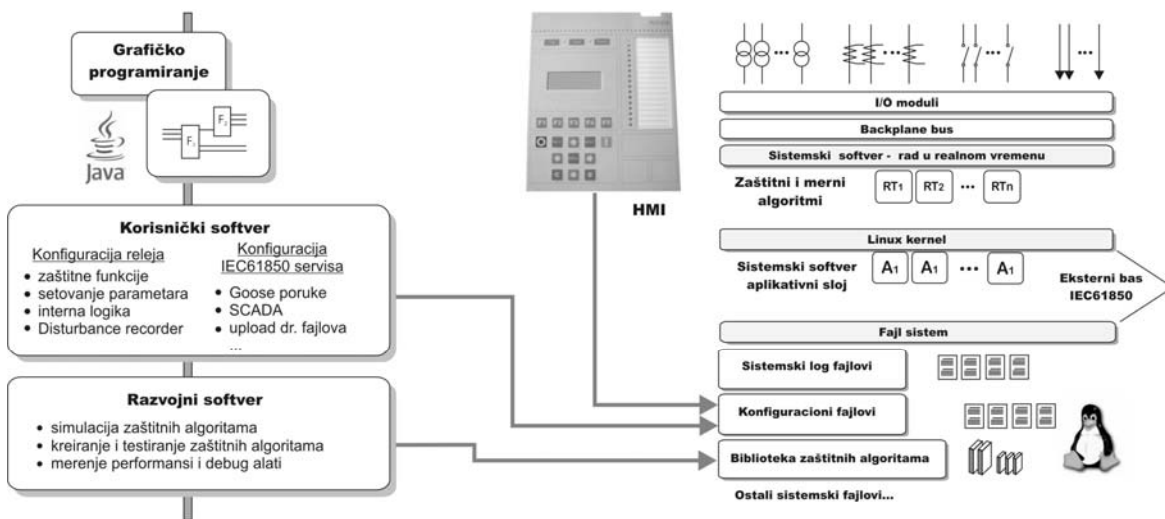 Grafičko
programiranje
F₂
F₁
Java
Korisnički softver
Konfiguracija releja
• zaštitne funkcije
• setovanje parametara
• interna logika
• Disturbance recorder
Konfiguracija
IEC61850 servisa
• Goose poruke
• SCADA
• upload dr. fajlova
...
Razvojni softver
• simulacija zaštitnih algoritama
• kreiranje i testiranje zaštitnih algoritama
• merenje performansi i debug alati
HMI
I/O moduli
Backplane bus
Sistemski softver - rad u realnom vremenu
Zaštitni i merni
algoritmi
RT1 RT2 ... RTn
Linux kernel
Sistemski softver
aplikativni sloj
A1 A1 ... A1
Eksterni bas
IEC61850
Fajl sistem
Sistemski log fajlovi
Konfiguracioni fajlovi
Biblioteka zaštitnih algoritama
Ostali sistemski fajlovi...